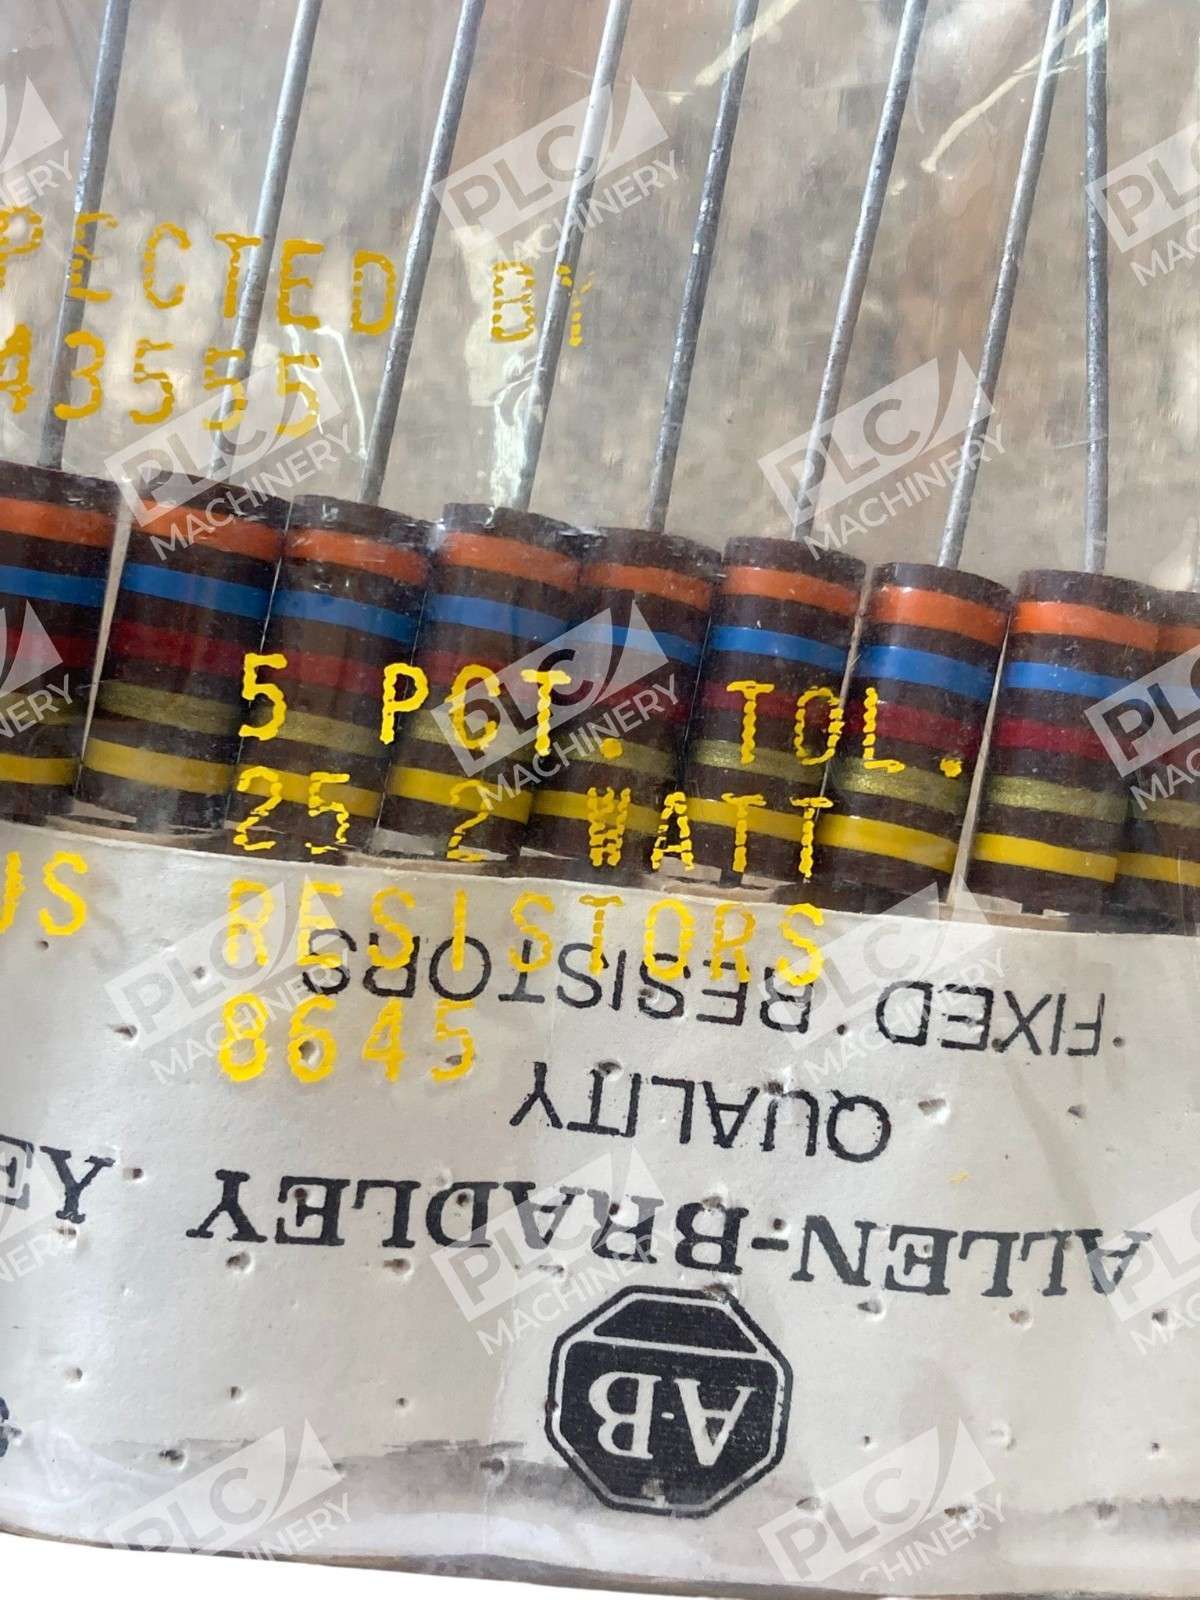 PECTED BY
43555
5 PCT. TOL.
25 2 WATT
US RESISTORS
8645
FIXED RESISTORS
QUALITY
ALLEN-BRADLEY
A-B
PLC
MACHINERY